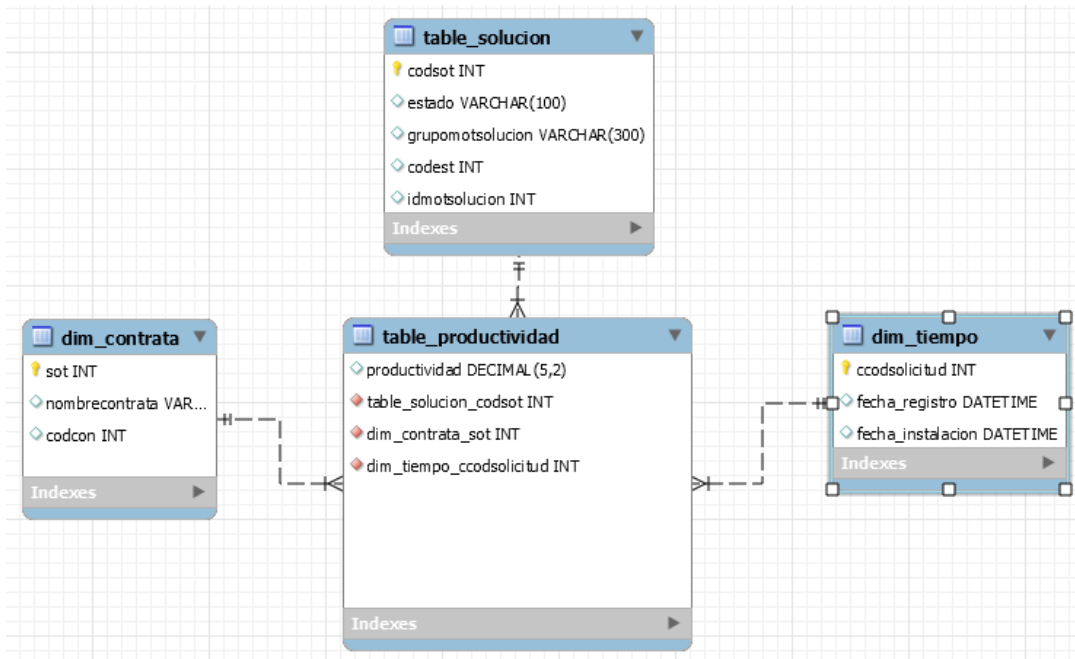 table_solucion
codsot INT
estado VARCHAR(100)
grupomotsolucion VARCHAR(300)
codest INT
idmotsolucion INT
Indexes
dim_contrata
sot INT
nombrecontrata VAR...
codcon INT
Indexes
table_productividad
productividad DECIMAL(5,2)
table_solucion_codsot INT
dim_contrata_sot INT
dim_tiempo_ccodsolicitud INT
Indexes
dim_tiempo
ccodsolicitud INT
fecha_registro DATETIME
fecha_instalacion DATETIME
Indexes